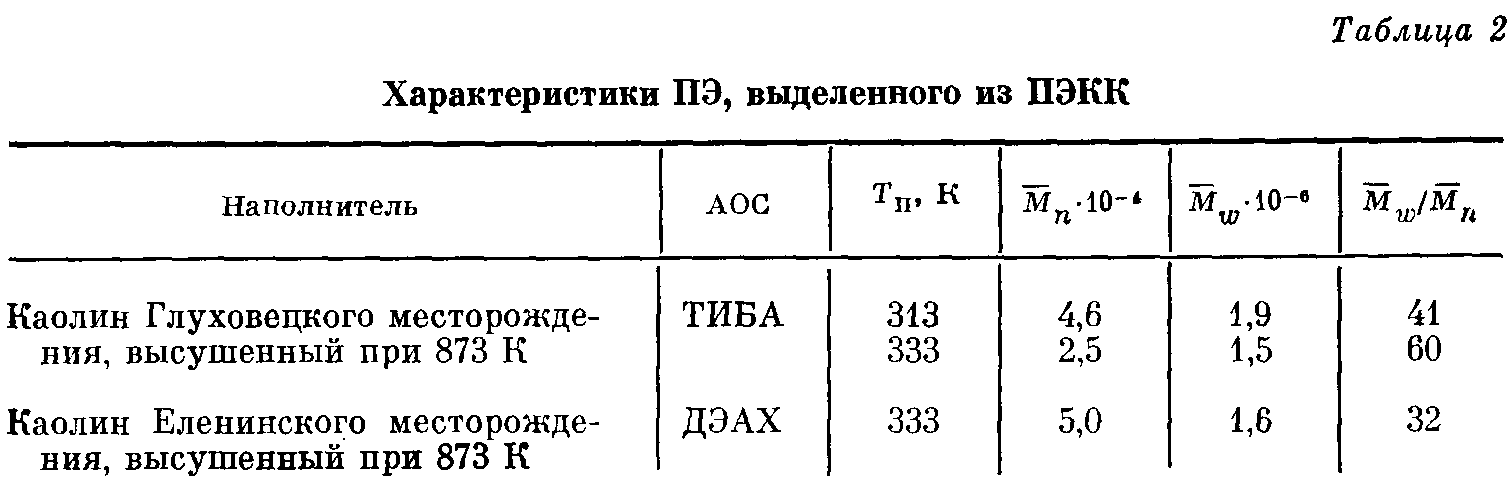 Таблица 2
Характеристики ПЭ, выделенного из ПЭКК
Наполнитель АОС Tп, К M̅n·10⁻⁴ M̅w·10⁻⁶ M̅w/M̅n
Каолин Глуховецкого месторожде- ТИБА 313 4,6 1,9 41
ния, высушенный при 873 К 333 2,5 1,5 60
Каолин Еленинского месторожде- ДЭАХ 333 5,0 1,6 32
ния, высушенный при 873 К